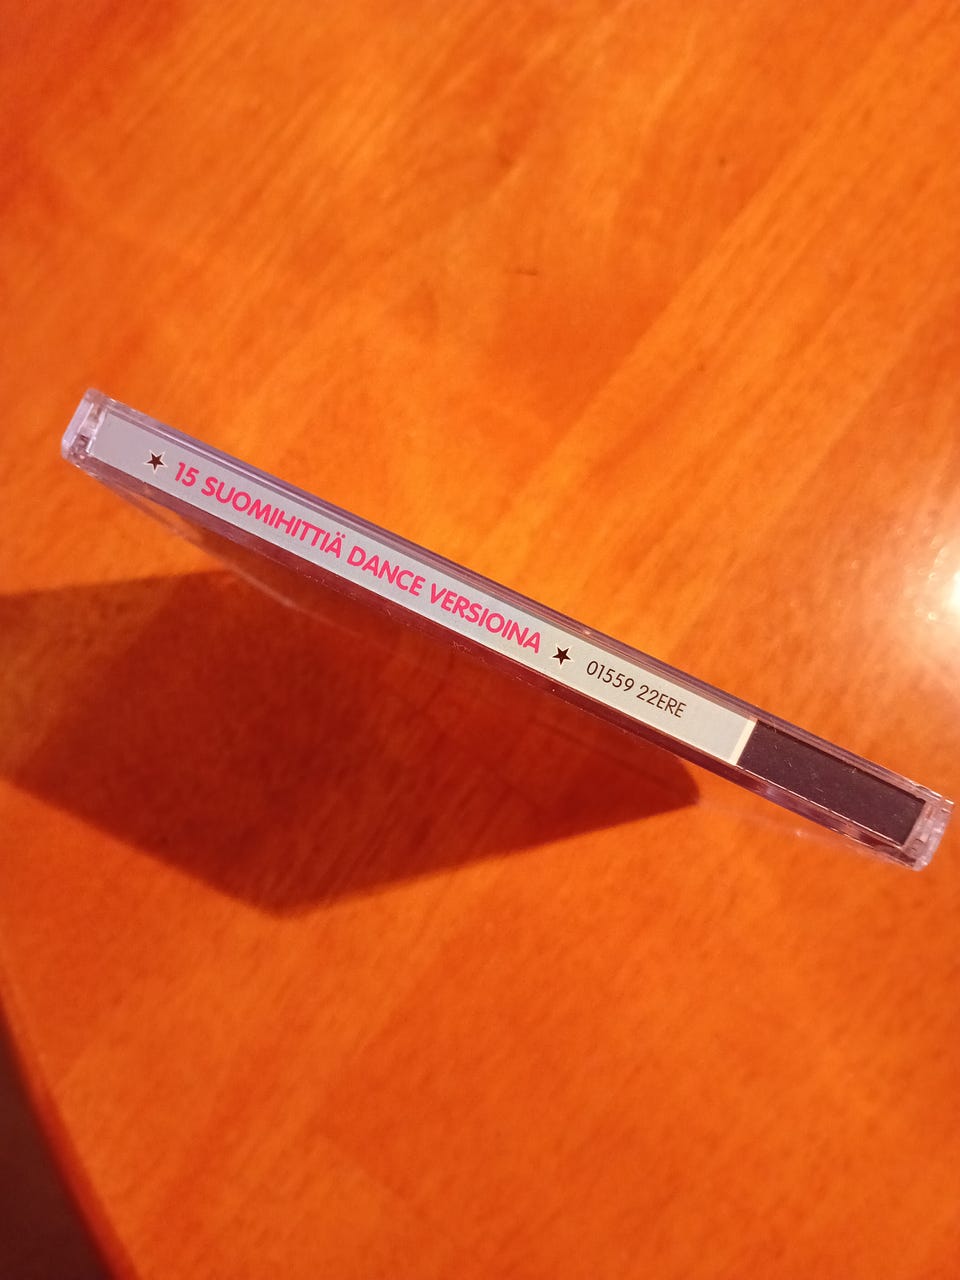 ★ 15 SUOMIHITTIÄ DANCE VERSIOINA ★ 01559 22ERE